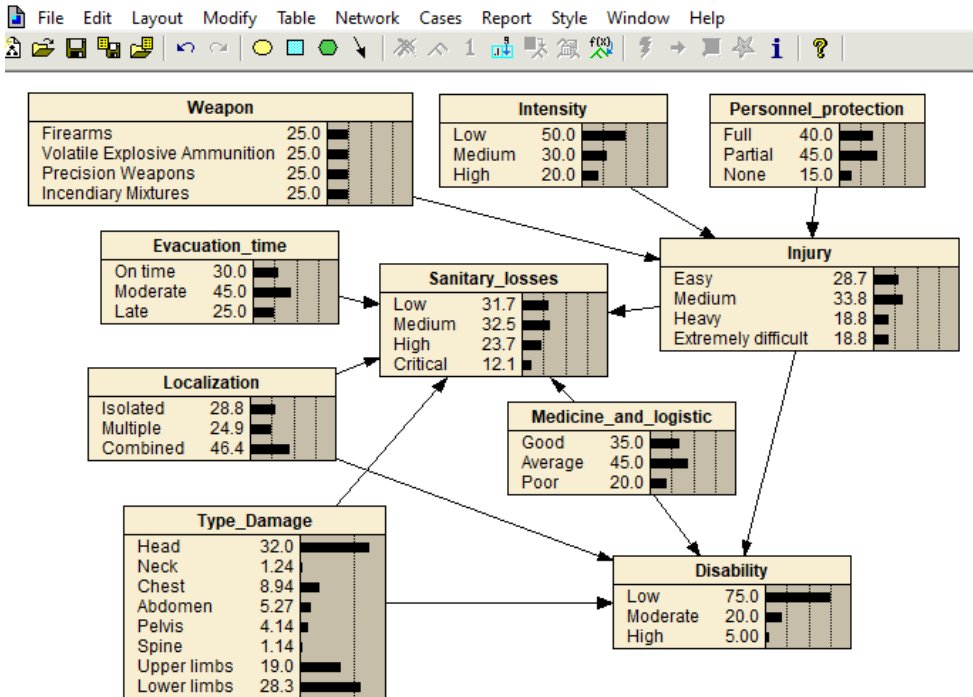 File Edit Layout Modify Table Network Cases Report Style Window Help
1
f(x)
i ?
Weapon
Firearms 25.0
Volatile Explosive Ammunition 25.0
Precision Weapons 25.0
Incendiary Mixtures 25.0
Intensity
Low 50.0
Medium 30.0
High 20.0
Personnel_protection
Full 40.0
Partial 45.0
None 15.0
Evacuation_time
On time 30.0
Moderate 45.0
Late 25.0
Sanitary_losses
Low 31.7
Medium 32.5
High 23.7
Critical 12.1
Injury
Easy 28.7
Medium 33.8
Heavy 18.8
Extremely difficult 18.8
Localization
Isolated 28.8
Multiple 24.9
Combined 46.4
Medicine_and_logistic
Good 35.0
Average 45.0
Poor 20.0
Type_Damage
Head 32.0
Neck 1.24
Chest 8.94
Abdomen 5.27
Pelvis 4.14
Spine 1.14
Upper limbs 19.0
Lower limbs 28.3
Disability
Low 75.0
Moderate 20.0
High 5.00